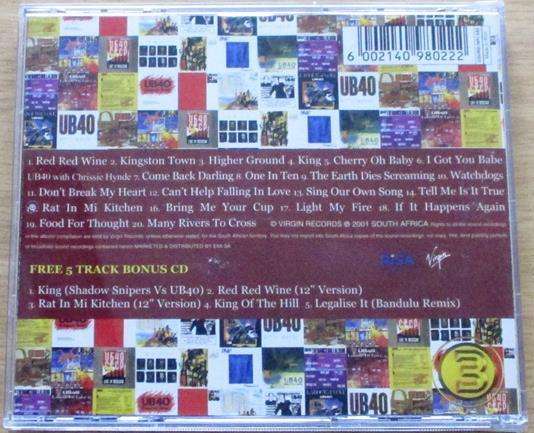 6 002140 980222
UB40
1. Red Red Wine 2. Kingston Town 3. Higher Ground 4. King 5. Cherry Oh Baby 6. I Got You Babe
UB40 with Chrissie Hynde 7. Come Back Darling 8. One In Ten 9. The Earth Dies Screaming 10. Watchdogs
11. Don't Break My Heart 12. Can't Help Falling In Love 13. Sing Our Own Song 14. Tell Me Is It True
Rat In Mi Kitchen 16. Bring Me Your Cup 17. Light My Fire 18. If It Happens Again
19. Food For Thought 20. Many Rivers To Cross © VIRGIN RECORDS ℗ 2001 SOUTH AFRICA
MARKETED & DISTRIBUTED BY EMI SA
Virgin
FREE 5 TRACK BONUS CD
1. King (Shadow Snipers Vs UB40) 2. Red Red Wine (12" Version)
3. Rat In Mi Kitchen (12" Version) 4. King Of The Hill 5. Legalise It (Bandulu Remix)
UB40
UB40